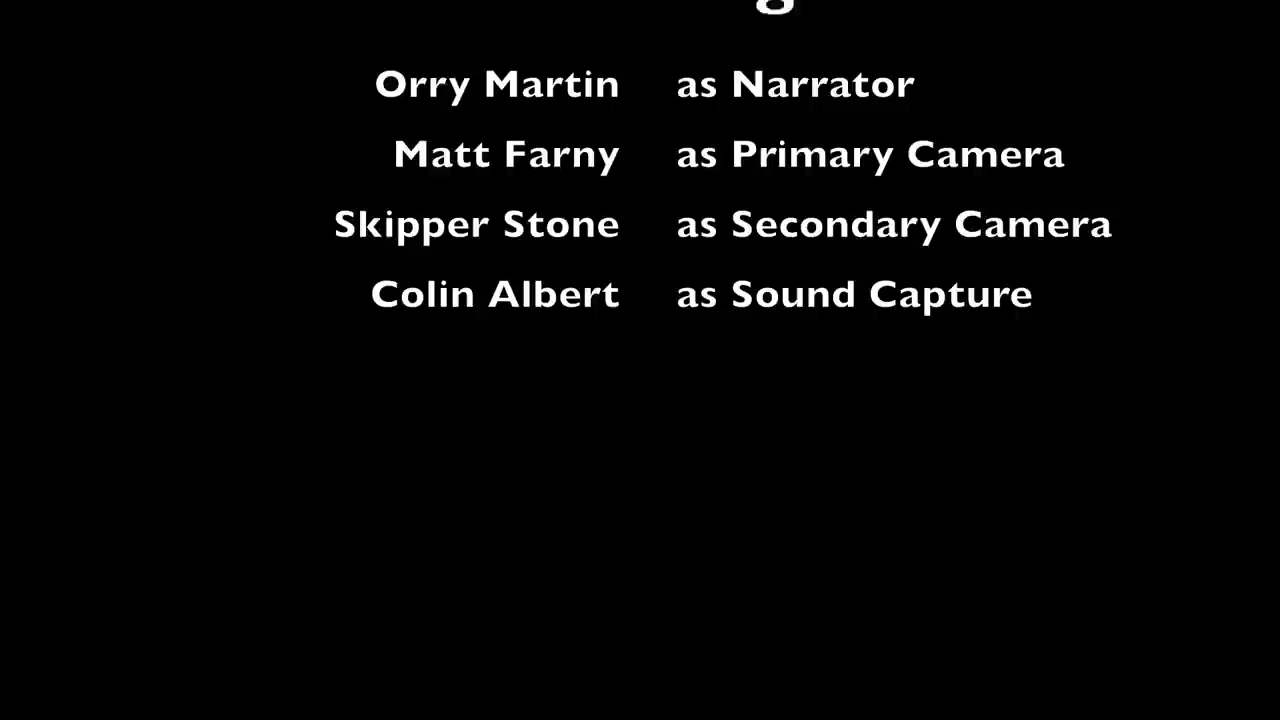 Orry Martin as Narrator
Matt Farny as Primary Camera
Skipper Stone as Secondary Camera
Colin Albert as Sound Capture